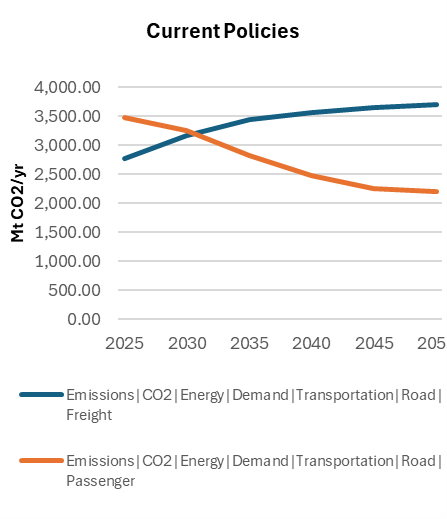 Current Policies
4,000.00
3,500.00
3,000.00
2,500.00
2,000.00
1,500.00
1,000.00
500.00
0.00
Mt CO2/yr
2025 2030 2035 2040 2045 205
Emissions|CO2|Energy|Demand|Transportation|Road|
Freight
Emissions|CO2|Energy|Demand|Transportation|Road|
Passenger